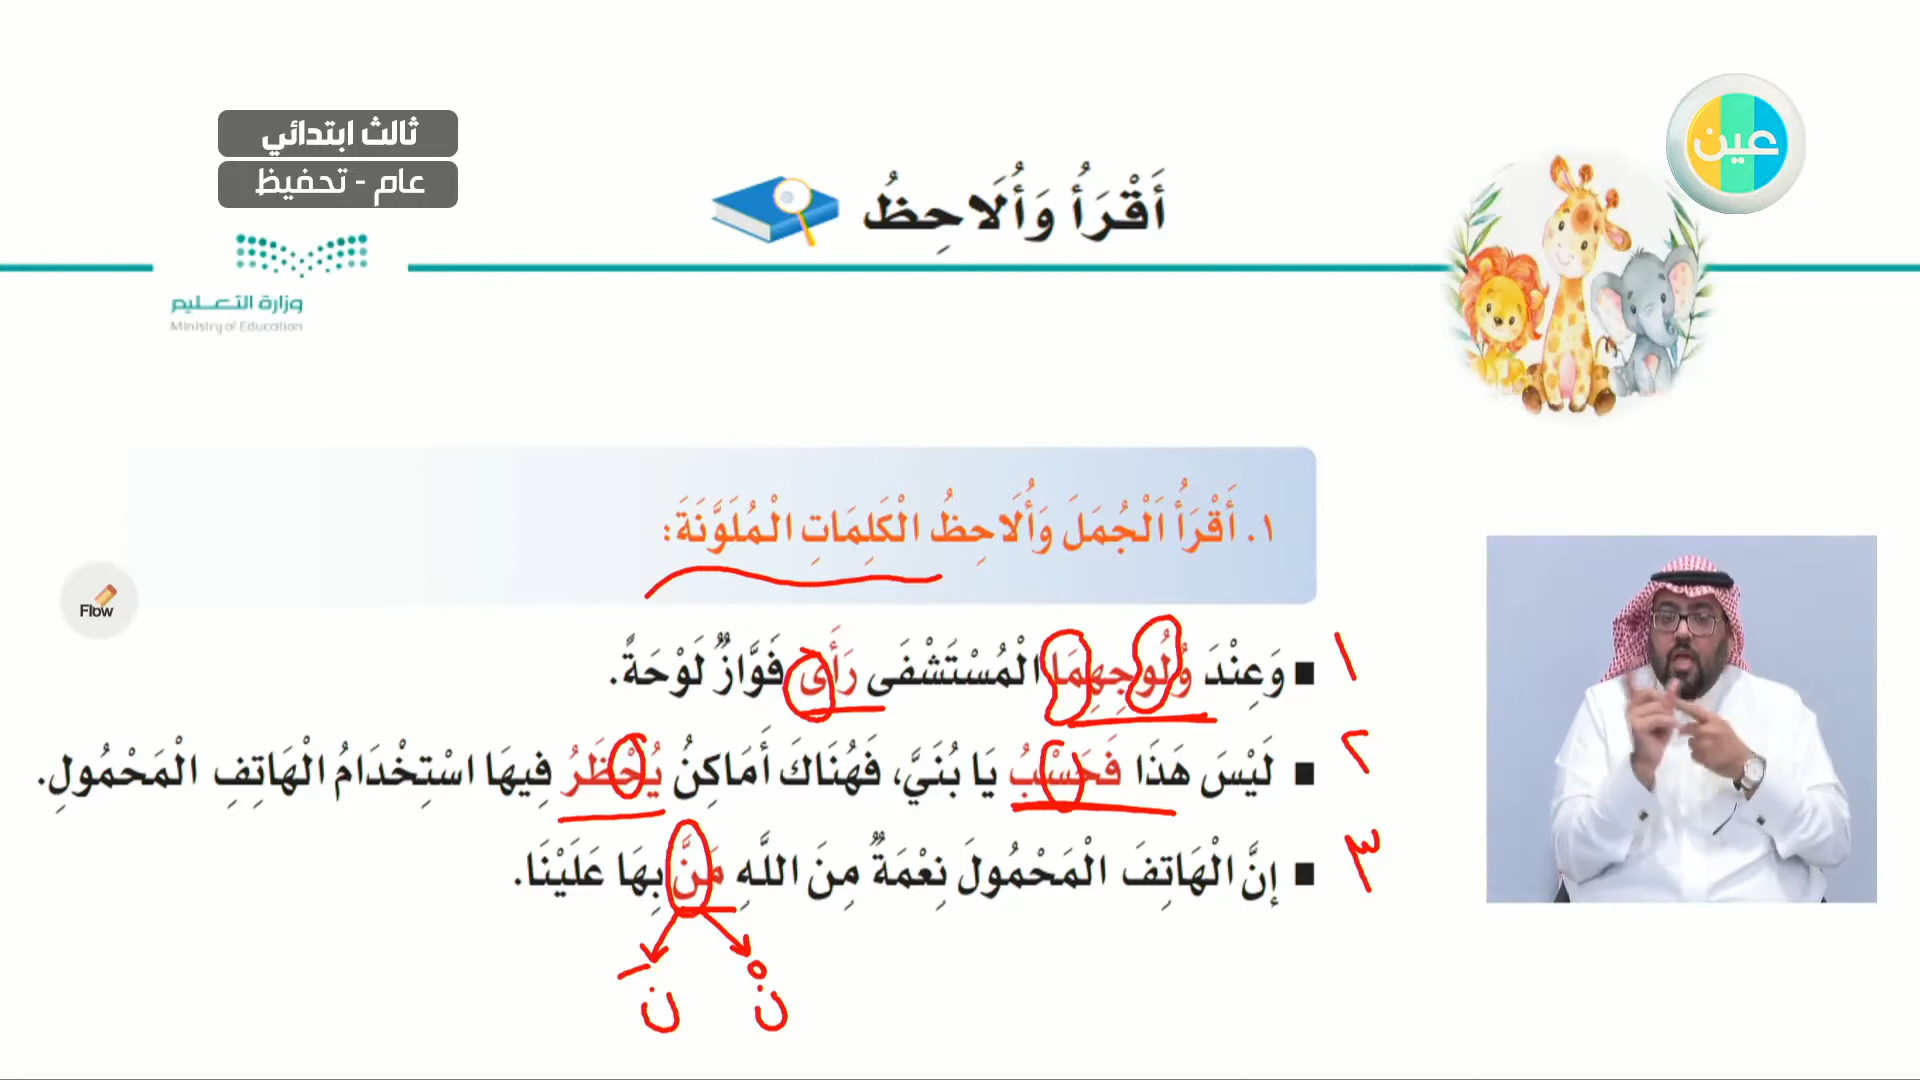 عين
ثالث ابتدائي
عام - تحفيظ
أَقْرَأُ وَأُلَاحِظُ
وزارة التعليم
Ministry of Education
١. أَقْرَأُ اَلْجُمَلَ وَأُلَاحِظُ الْكَلِمَاتِ الْمُلَوَّنَةَ:
Flow
١ ■ وَعِنْدَ وُلُوجِهِمَا الْمُسْتَشْفَى رَأَى فَوَّازٌ لَوْحَةً.
٢ ■ لَيْسَ هَذَا فَحَسْبُ يَا بُنَيَّ، فَهُنَاكَ أَمَاكِنُ يُحْظَرُ فِيهَا اسْتِخْدَامُ الْهَاتِفِ الْمَحْمُولِ.
٣ ■ إِنَّ الْهَاتِفَ الْمَحْمُولَ نِعْمَةٌ مِنَ اللَّهِ مَنَّ بِهَا عَلَيْنَا.
نْ نَ